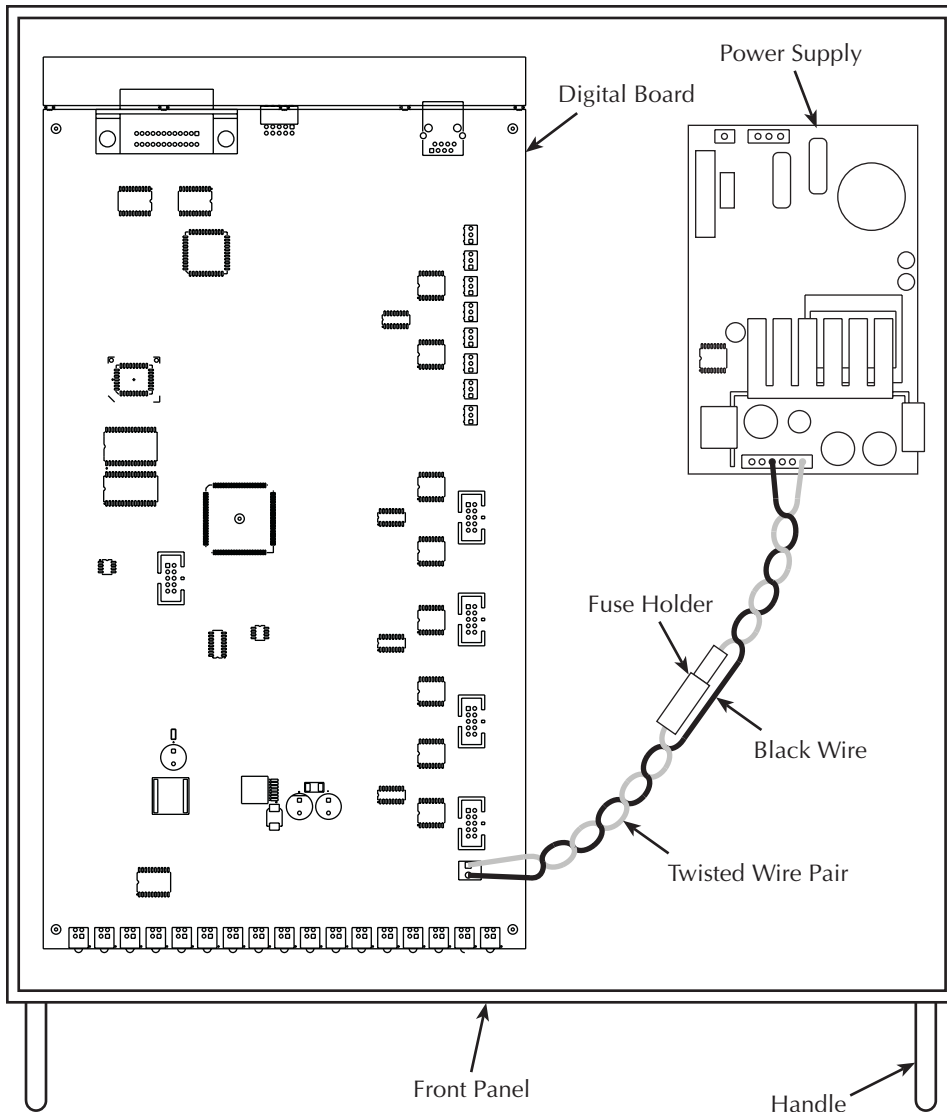 Power Supply
Digital Board
Fuse Holder
Black Wire
Twisted Wire Pair
Front Panel
Handle